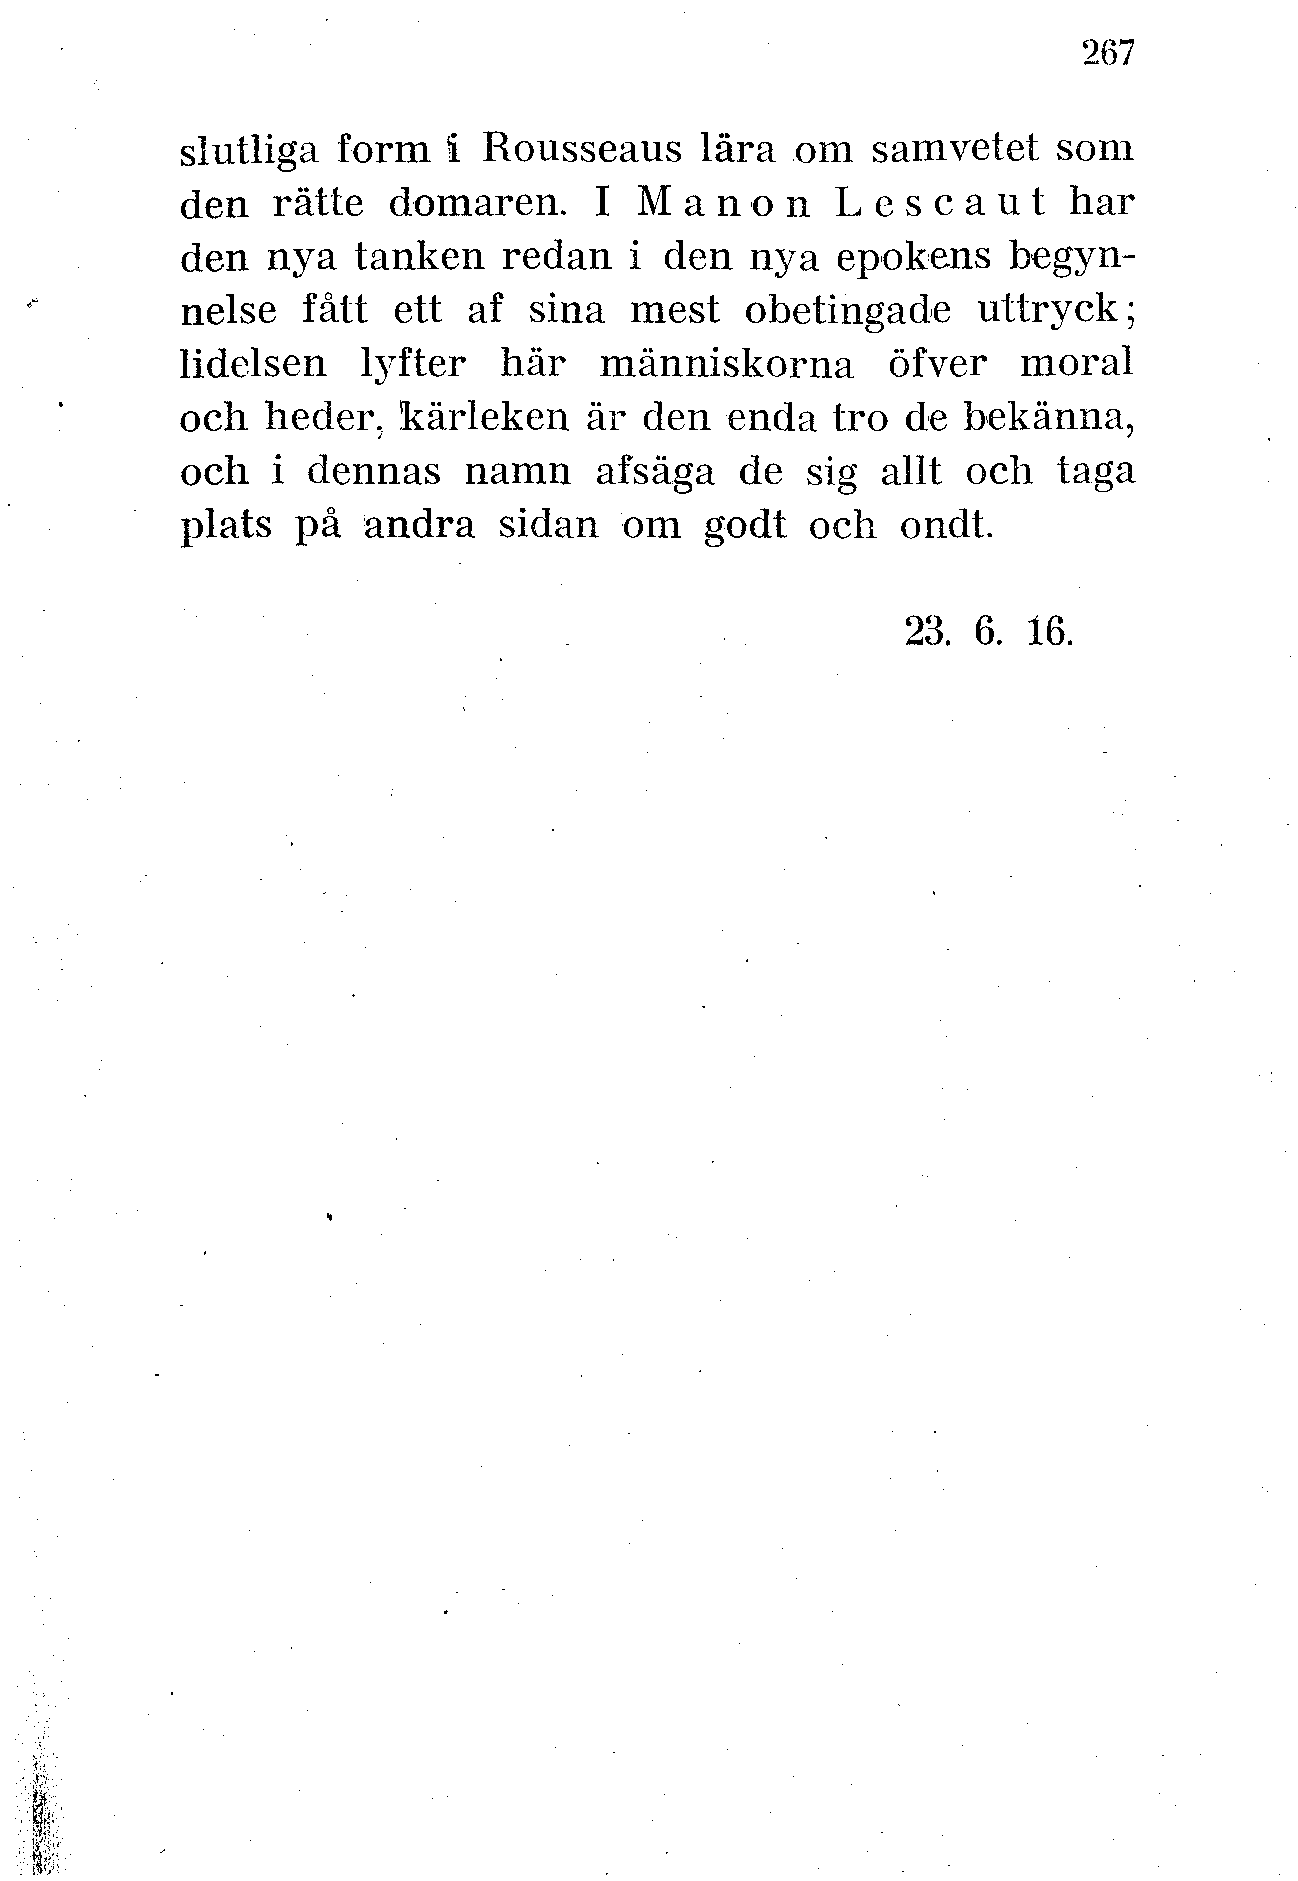 267
slutliga form i Rousseaus lära om samvetet som
den rätte domaren. I Manon Lescaut har
den nya tanken redan i den nya epokens begyn-
nelse fått ett af sina mest obetingade uttryck;
lidelsen lyfter här människorna öfver moral
och heder, kärleken är den enda tro de bekänna,
och i dennas namn afsäga de sig allt och taga
plats på andra sidan om godt och ondt.
23. 6. 16.